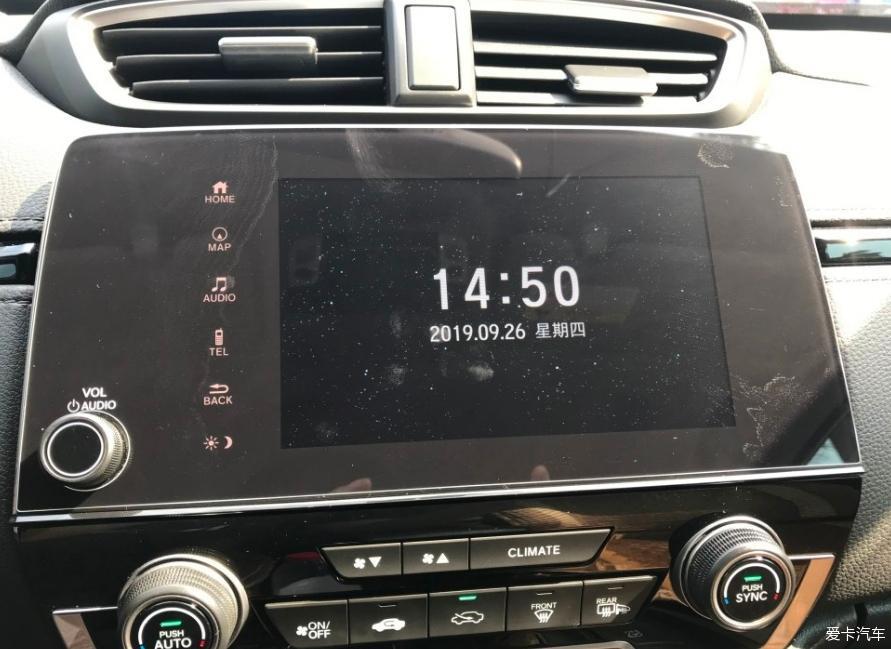 HOME
MAP
AUDIO
TEL
BACK
14:50
2019.09.26 星期四
VOL
AUDIO
CLIMATE
PUSH
AUTO
ON/
OFF
FRONT
REAR
PUSH
SYNC
爱卡汽车